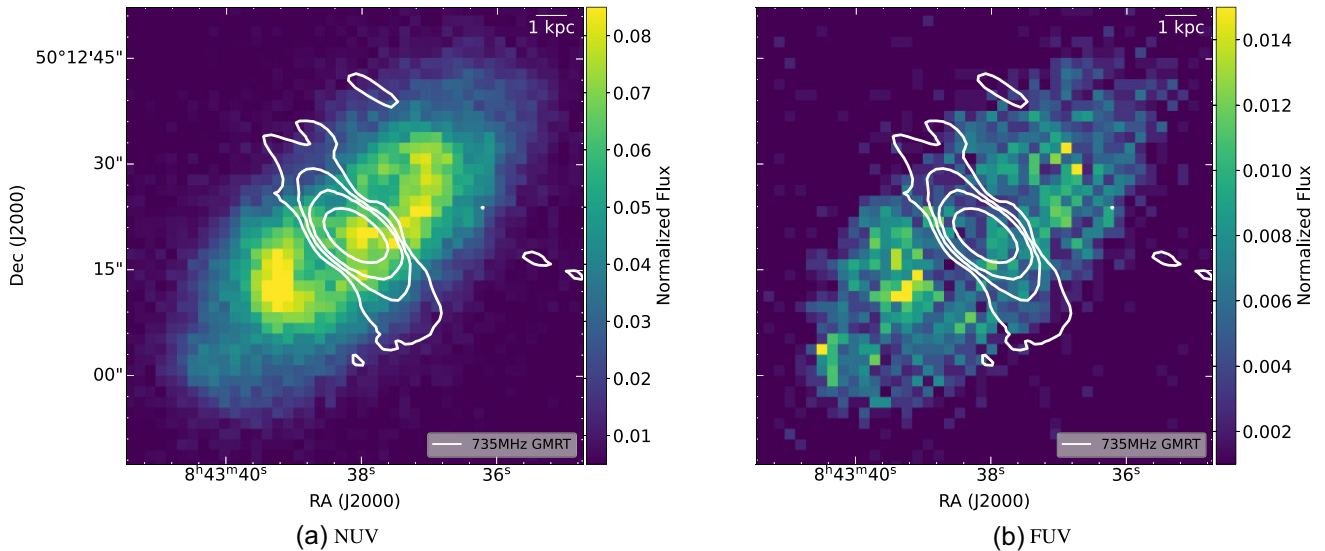 1 kpc
50°12'45"
30"
15"
00"
Dec (J2000)
8ʰ43ᵐ40ˢ
38ˢ
36ˢ
RA (J2000)
735MHz GMRT
0.08
0.07
0.06
0.05
0.04
0.03
0.02
0.01
Normalized Flux
(a) NUV
1 kpc
8ʰ43ᵐ40ˢ
38ˢ
36ˢ
RA (J2000)
735MHz GMRT
0.014
0.012
0.010
0.008
0.006
0.004
0.002
Normalized Flux
(b) FUV